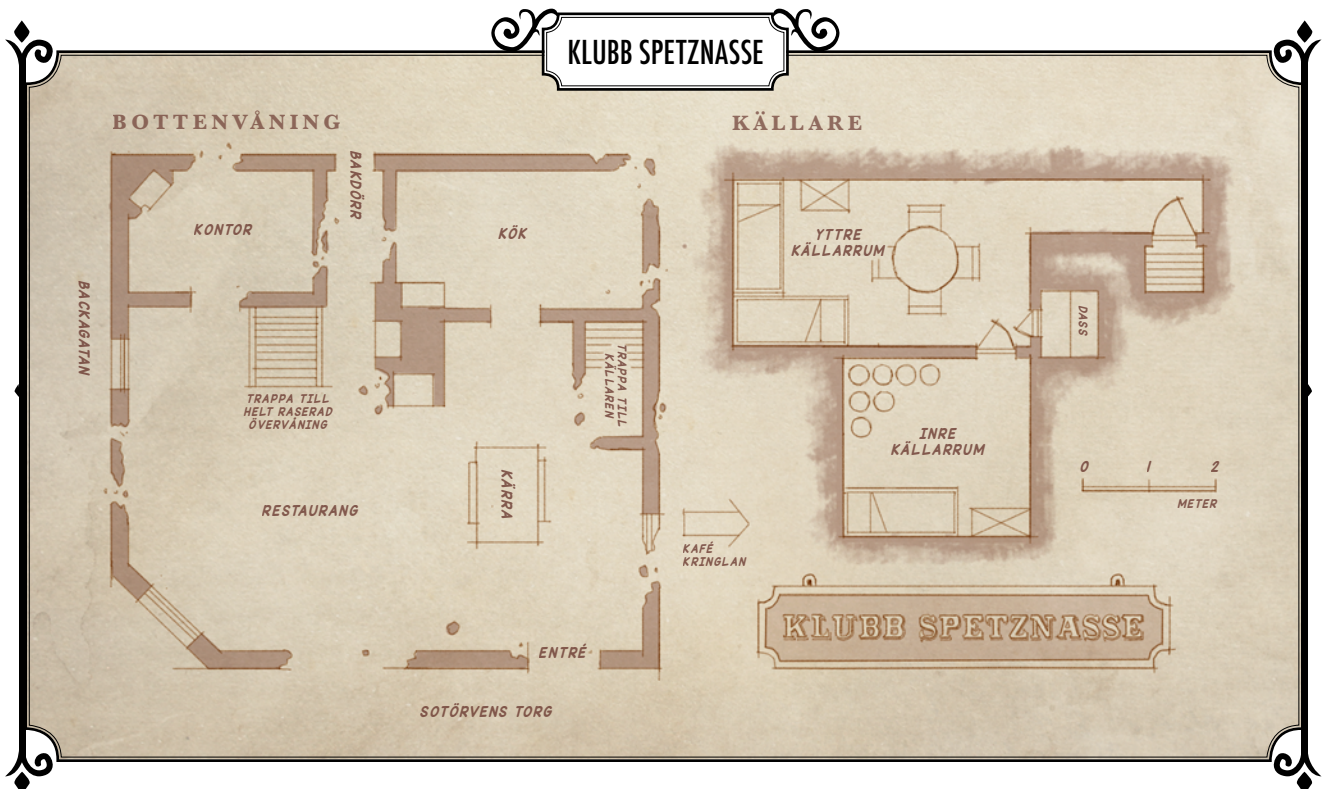 KLUBB SPETZNASSE
BOTTENVÅNING
BAKDÖRR
KONTOR
KÖK
BACKAGATAN
TRAPPA TILL
HELT RASERAD
ÖVERVÅNING
TRAPPA TILL
KÄLLAREN
KÄRRA
RESTAURANG
KAFÉ
KRINGLAN
ENTRÉ
SOTÖRVENS TORG
KÄLLARE
YTTRE
KÄLLARRUM
DASS
INRE
KÄLLARRUM
0 1 2
METER
KLUBB SPETZNASSE